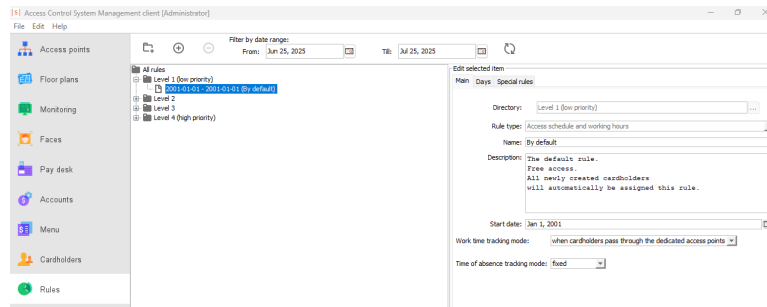 |S| Access Control System Management client [Administrator]
File Edit Help
Access points
Floor plans
Monitoring
Faces
Pay desk
Accounts
Menu
Cardholders
Rules
Filter by date range:
From: Jun 25, 2025 Till: Jul 25, 2025
All rules
Level 1 (low priority)
2001-01-01 - 2001-01-01 (By default)
Level 2
Level 3
Level 4 (high priority)
Edit selected item
Main Days Special rules
Directory: Level 1 (low priority) ...
Rule type: Access schedule and working hours
Name: By default
Description: The default rule.
Free access.
All newly created cardholders
will automatically be assigned this rule.
Start date: Jan 1, 2001
Work time tracking mode: when cardholders pass through the dedicated access points
Time of absence tracking mode: fixed